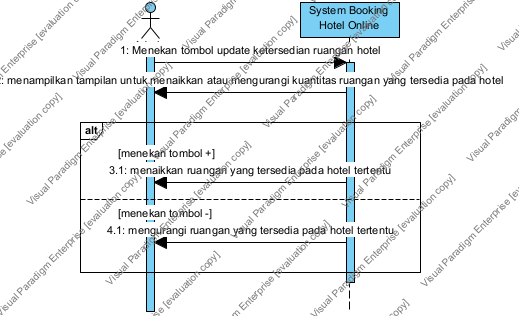 System Booking
Hotel Online
1: Menekan tombol update ketersedian ruangan hotel
: menampilkan tampilan untuk menaikkan atau mengurangi kuantitas ruangan yang tersedia pada hotel
alt
[menekan tombol +]
3.1: menaikkan ruangan yang tersedia pada hotel tertentu
[menekan tombol -]
4.1: mengurangi ruangan yang tersedia pada hotel tertentu
Visual Paradigm Enterprise [evaluation copy]